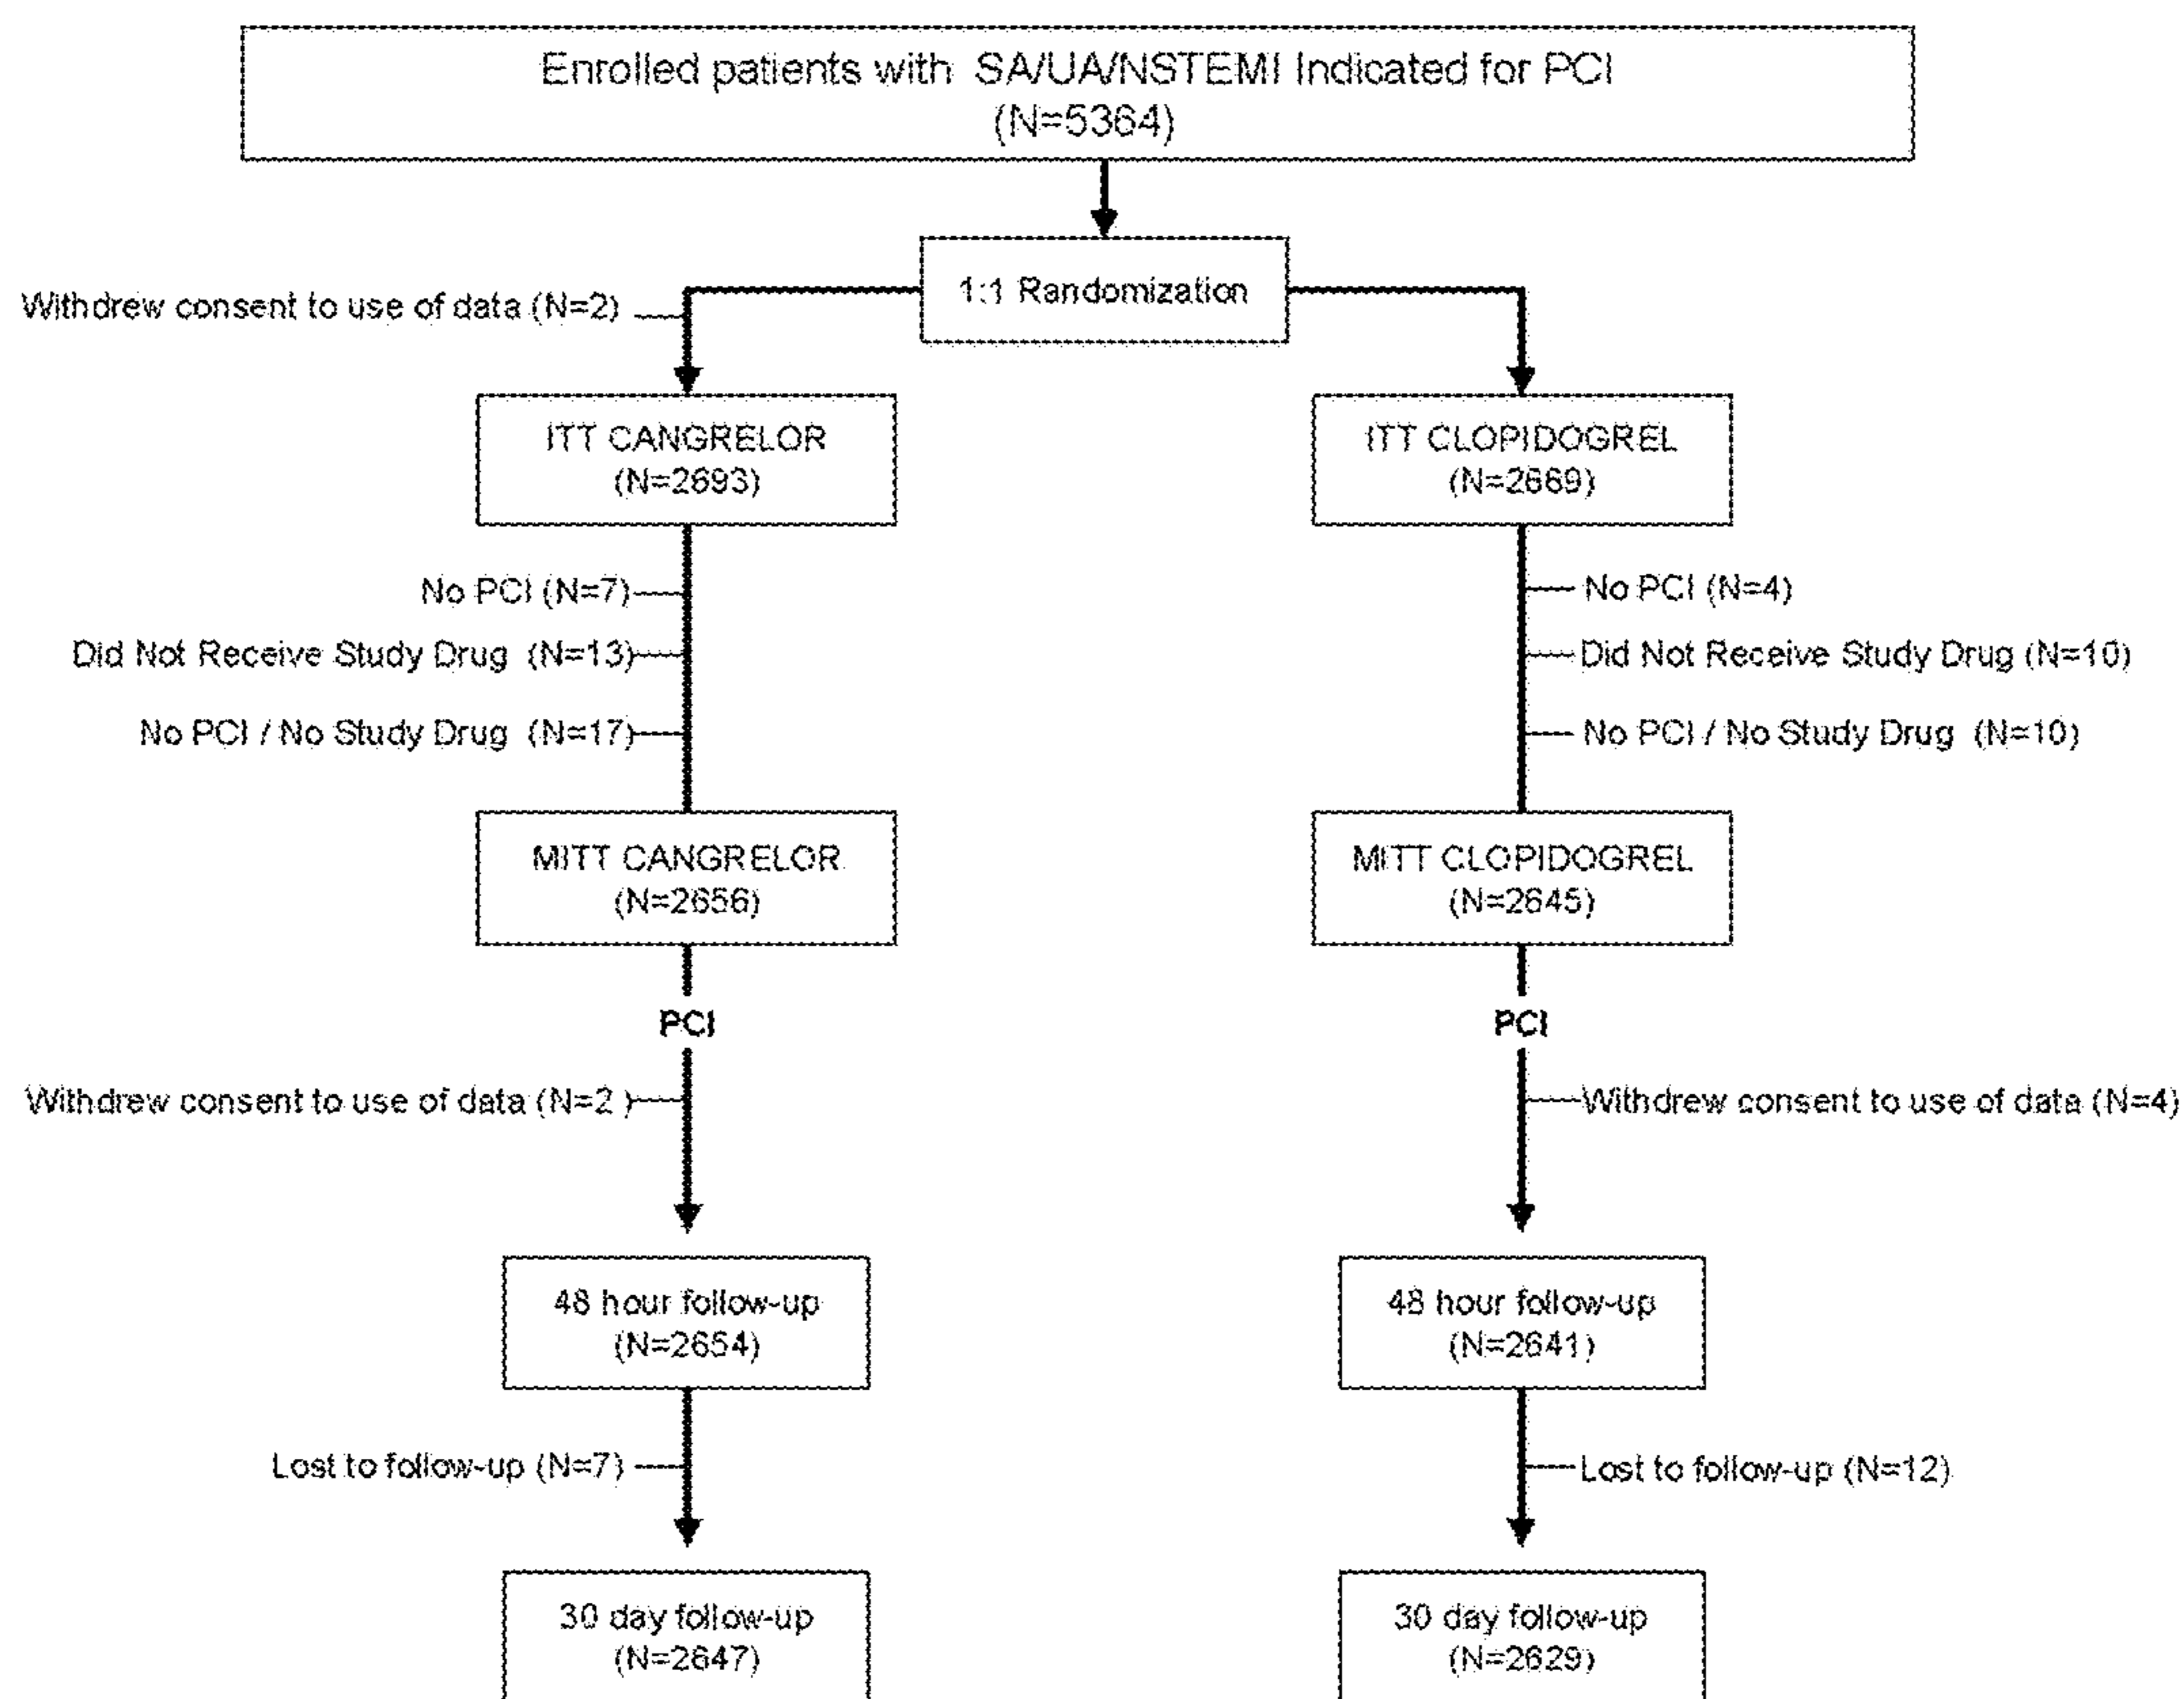 Enrolled patients with SA/UA/NSTEMI Indicated for PCI
(N=5364)
1:1 Randomization
Withdrew consent to use of data (N=2)
ITT CANGRELOR
(N=2693)
ITT CLOPIDOGREL
(N=2669)
No PCI (N=7)
No PCI (N=4)
Did Not Receive Study Drug (N=13)
Did Not Receive Study Drug (N=10)
No PCI / No Study Drug (N=17)
No PCI / No Study Drug (N=10)
MITT CANGRELOR
(N=2656)
MITT CLOPIDOGREL
(N=2645)
PCI
PCI
Withdrew consent to use of data (N=2 )
Withdrew consent to use of data (N=4)
48 hour follow-up
(N=2654)
48 hour follow-up
(N=2641)
Lost to follow-up (N=7)
Lost to follow-up (N=12)
30 day follow-up
(N=2647)
30 day follow-up
(N=2629)